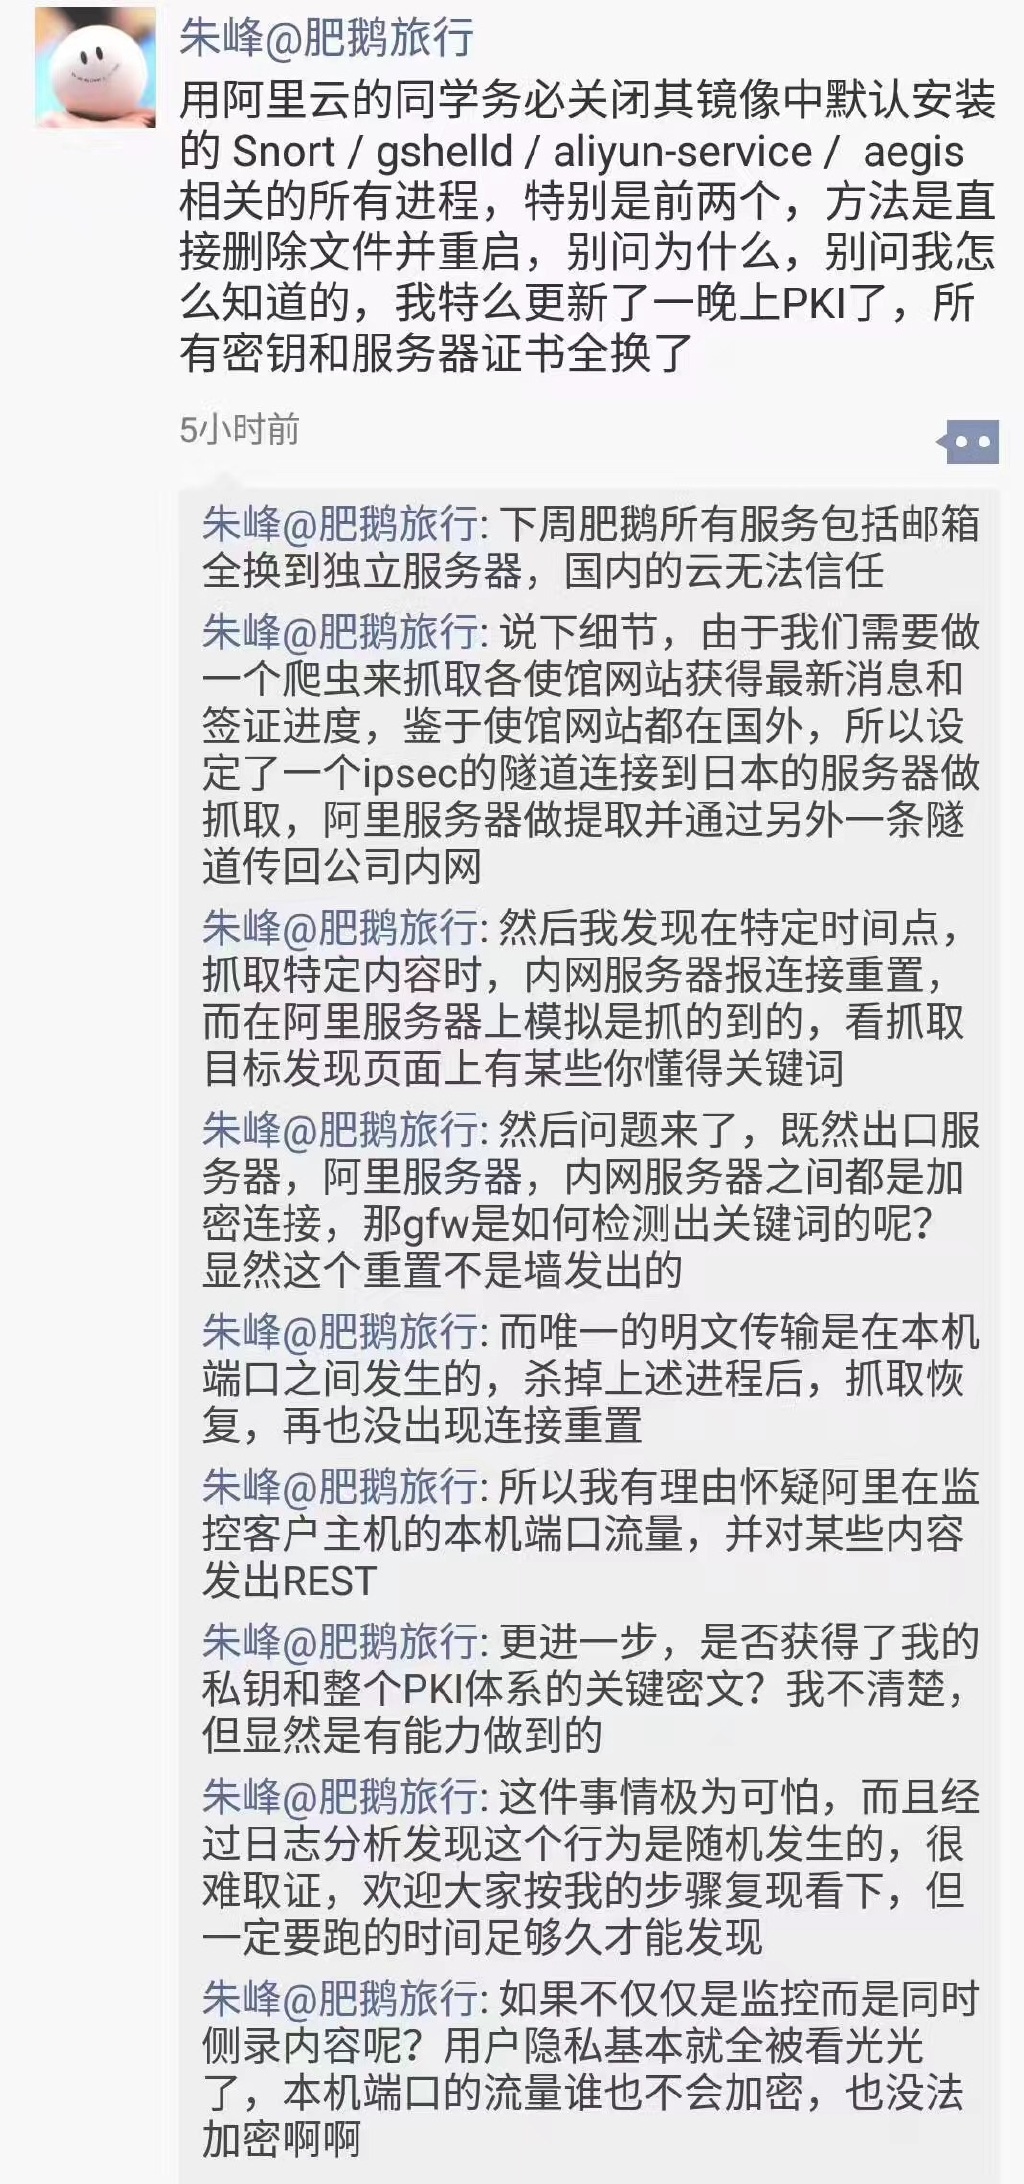 朱峰@肥鹅旅行
用阿里云的同学务必关闭其镜像中默认安装
的 Snort / gshelld / aliyun-service / aegis
相关的所有进程，特别是前两个，方法是直
接删除文件并重启，别问为什么，别问我怎
么知道的，我特么更新了一晚上PKI了，所
有密钥和服务器证书全换了
5小时前
朱峰@肥鹅旅行: 下周肥鹅所有服务包括邮箱
全换到独立服务器，国内的云无法信任
朱峰@肥鹅旅行: 说下细节，由于我们需要做
一个爬虫来抓取各使馆网站获得最新消息和
签证进度，鉴于使馆网站都在国外，所以设
定了一个ipsec的隧道连接到日本的服务器做
抓取，阿里服务器做提取并通过另外一条隧
道传回公司内网
朱峰@肥鹅旅行: 然后我发现在特定时间点，
抓取特定内容时，内网服务器报连接重置，
而在阿里服务器上模拟是抓的到的，看抓取
目标发现页面上有某些你懂得关键词
朱峰@肥鹅旅行: 然后问题来了，既然出口服
务器，阿里服务器，内网服务器之间都是加
密连接，那gfw是如何检测出关键词的呢？
显然这个重置不是墙发出的
朱峰@肥鹅旅行: 而唯一的明文传输是在本机
端口之间发生的，杀掉上述进程后，抓取恢
复，再也没出现连接重置
朱峰@肥鹅旅行: 所以我有理由怀疑阿里在监
控客户主机的本机端口流量，并对某些内容
发出REST
朱峰@肥鹅旅行: 更进一步，是否获得了我的
私钥和整个PKI体系的关键密文？我不清楚，
但显然是有能力做到的
朱峰@肥鹅旅行: 这件事情极为可怕，而且经
过日志分析发现这个行为是随机发生的，很
难取证，欢迎大家按我的步骤复现看下，但
一定要跑的时间足够久才能发现
朱峰@肥鹅旅行: 如果不仅仅是监控而是同时
侧录内容呢？用户隐私基本就全被看光光
了，本机端口的流量谁也不会加密，也没法
加密啊啊